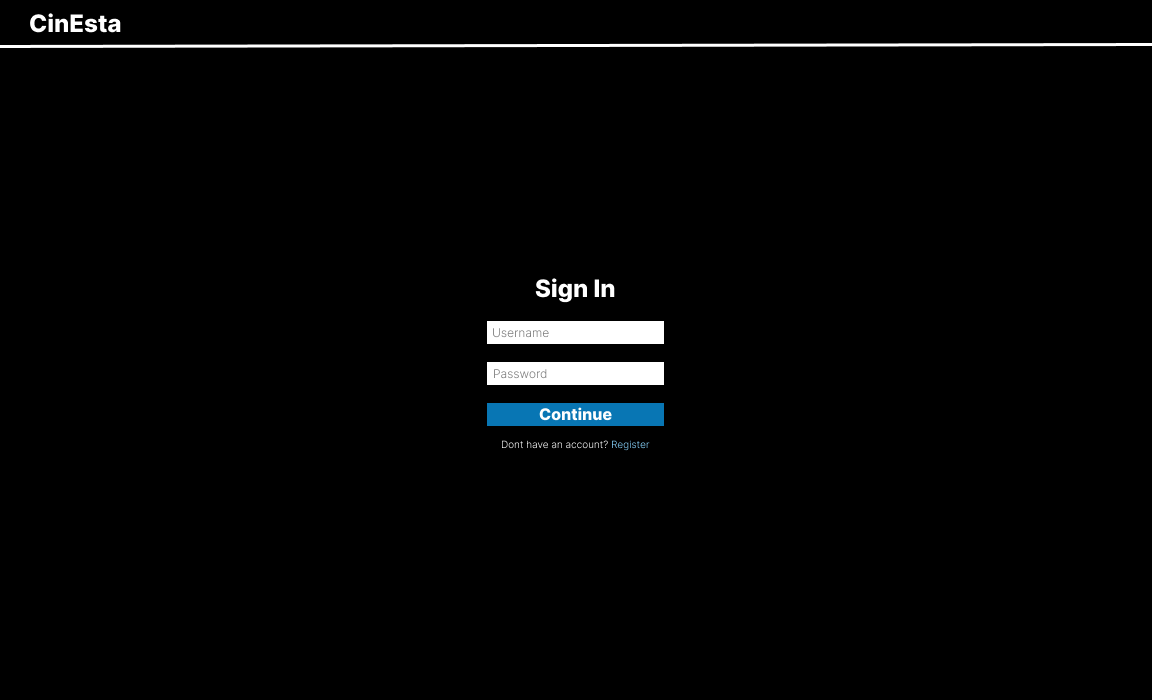 CinEsta
Sign In
Username
Password
Continue
Dont have an account? Register